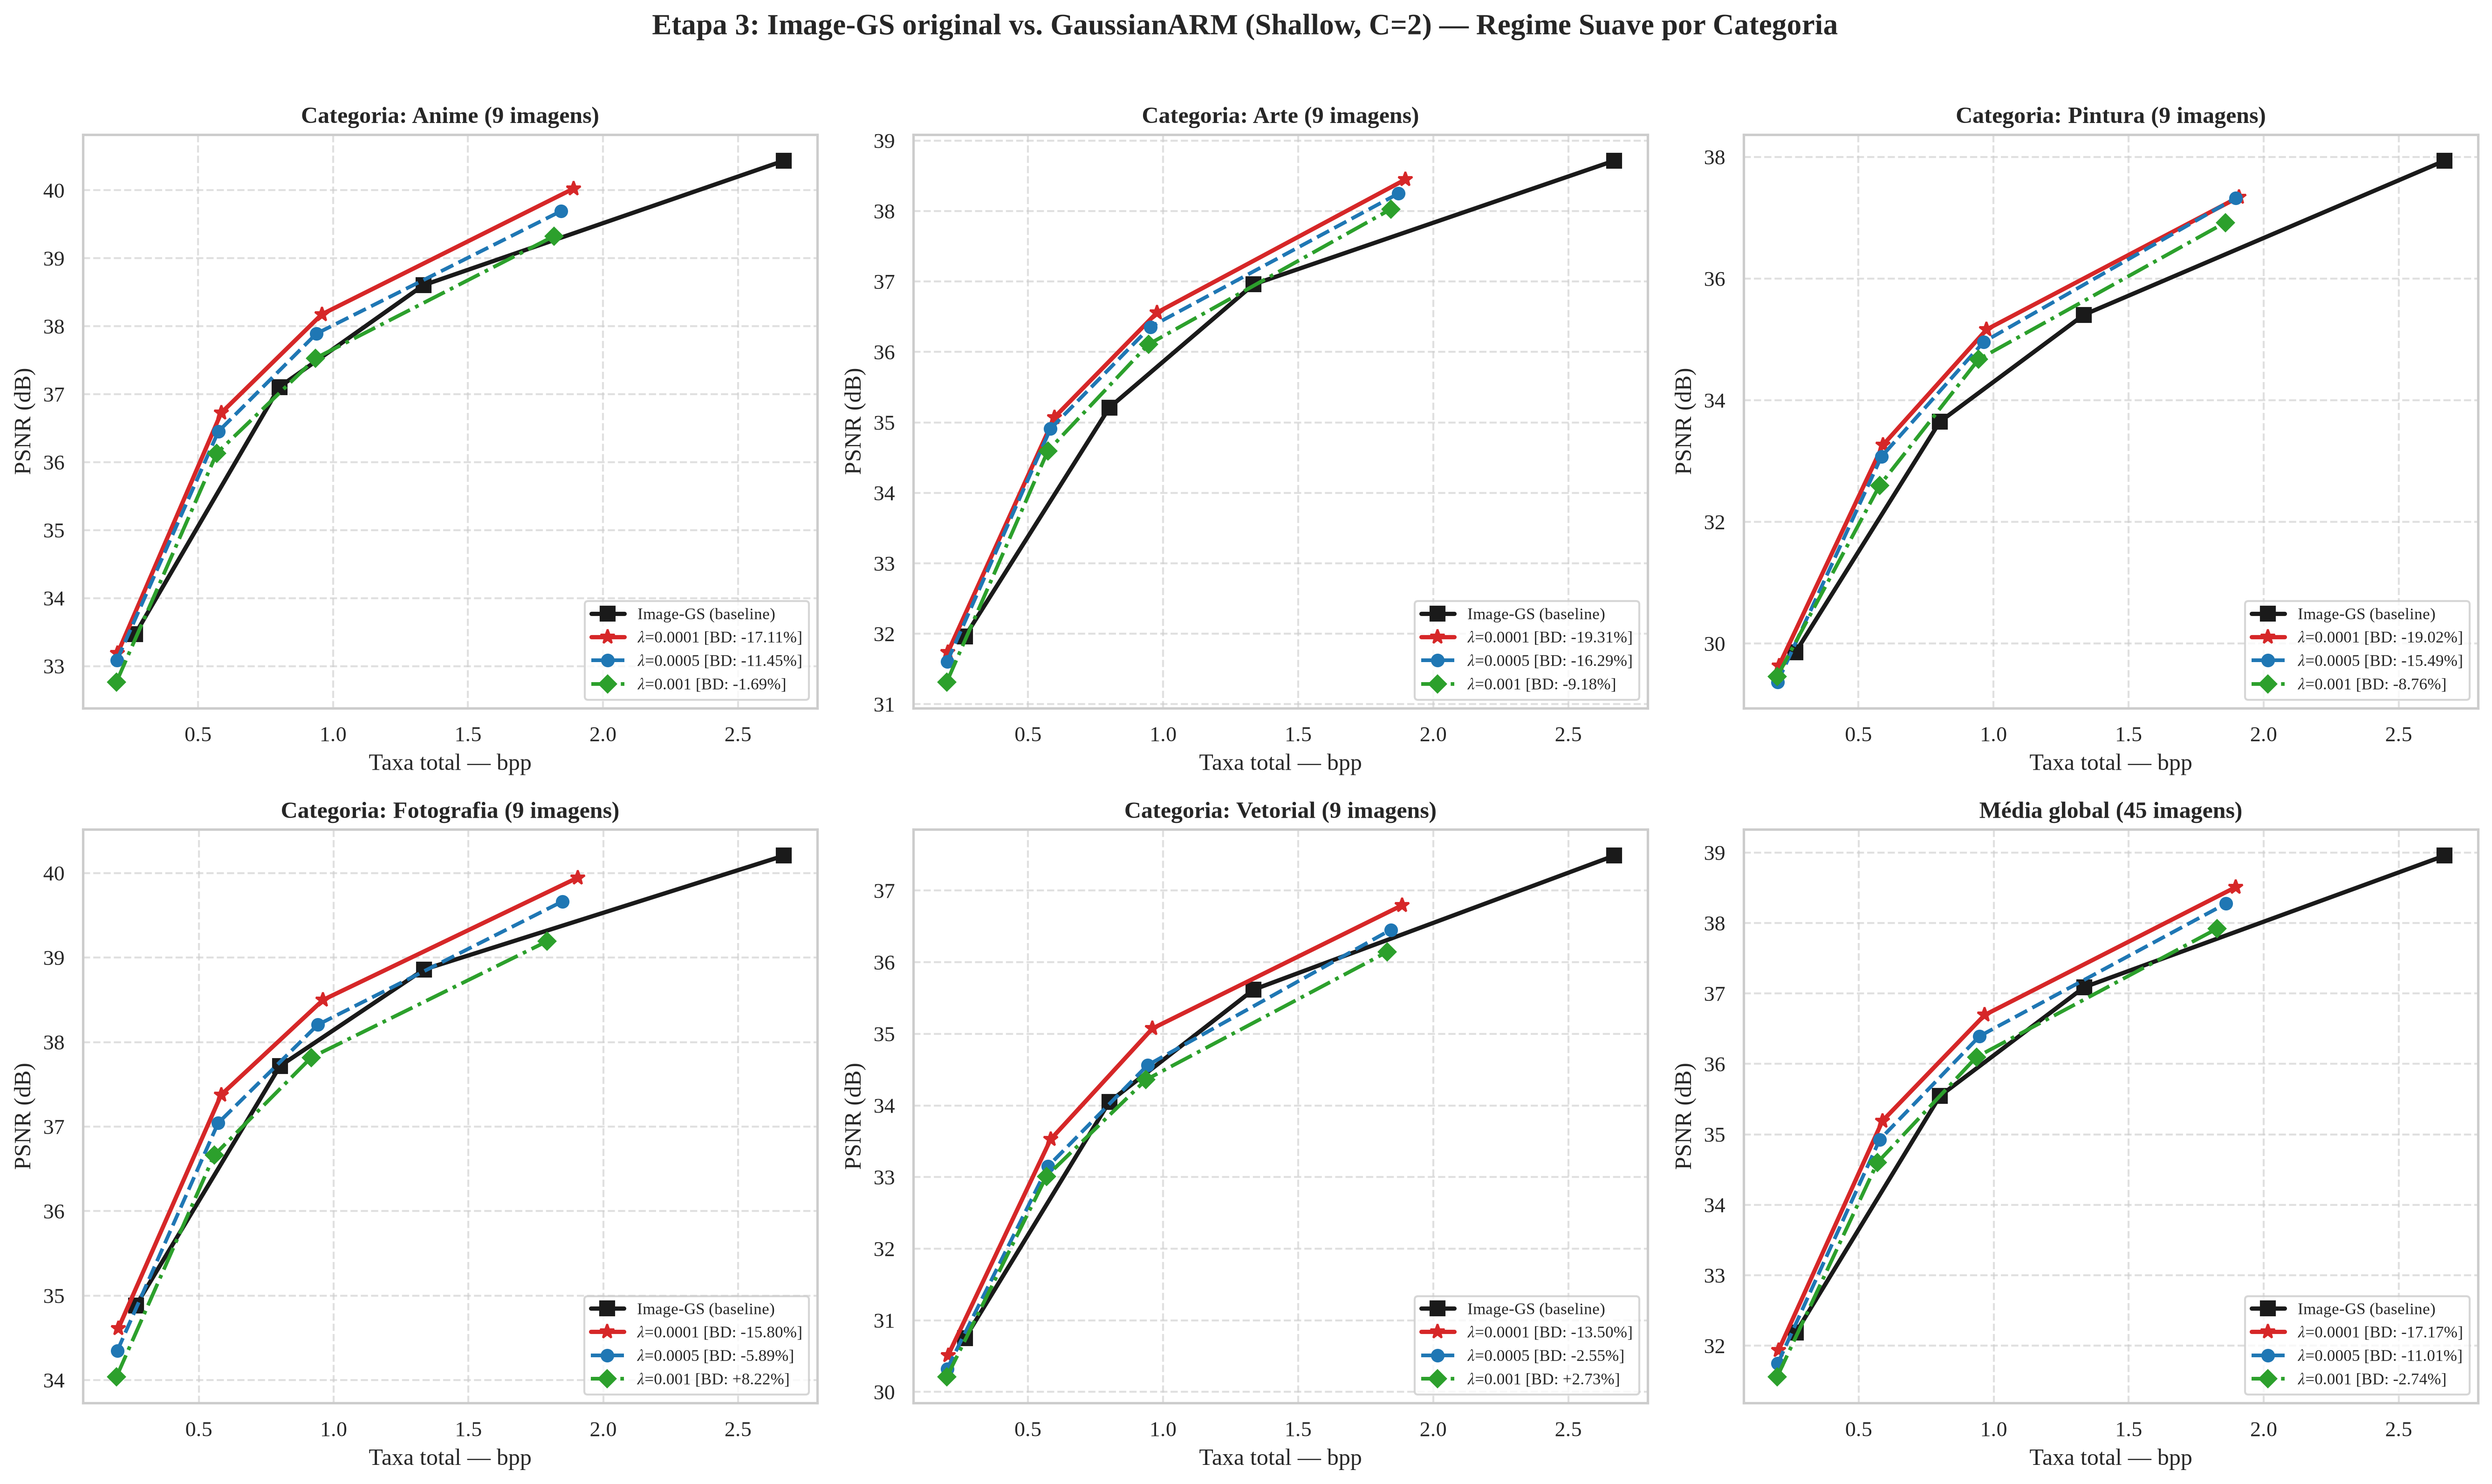 Etapa 3: Image-GS original vs. GaussianARM (Shallow, C=2) — Regime Suave por Categoria
Categoria: Anime (9 imagens)
PSNR (dB)
40
39
38
37
36
35
34
33
Image-GS (baseline)
λ=0.0001 [BD: -17.11%]
λ=0.0005 [BD: -11.45%]
λ=0.001 [BD: -1.69%]
0.5 1.0 1.5 2.0 2.5
Taxa total — bpp
Categoria: Arte (9 imagens)
PSNR (dB)
39
38
37
36
35
34
33
32
31
Image-GS (baseline)
λ=0.0001 [BD: -19.31%]
λ=0.0005 [BD: -16.29%]
λ=0.001 [BD: -9.18%]
0.5 1.0 1.5 2.0 2.5
Taxa total — bpp
Categoria: Pintura (9 imagens)
PSNR (dB)
38
36
34
32
30
Image-GS (baseline)
λ=0.0001 [BD: -19.02%]
λ=0.0005 [BD: -15.49%]
λ=0.001 [BD: -8.76%]
0.5 1.0 1.5 2.0 2.5
Taxa total — bpp
Categoria: Fotografia (9 imagens)
PSNR (dB)
40
39
38
37
36
35
34
Image-GS (baseline)
λ=0.0001 [BD: -15.80%]
λ=0.0005 [BD: -5.89%]
λ=0.001 [BD: +8.22%]
0.5 1.0 1.5 2.0 2.5
Taxa total — bpp
Categoria: Vetorial (9 imagens)
PSNR (dB)
37
36
35
34
33
32
31
30
Image-GS (baseline)
λ=0.0001 [BD: -13.50%]
λ=0.0005 [BD: -2.55%]
λ=0.001 [BD: +2.73%]
0.5 1.0 1.5 2.0 2.5
Taxa total — bpp
Média global (45 imagens)
PSNR (dB)
39
38
37
36
35
34
33
32
Image-GS (baseline)
λ=0.0001 [BD: -17.17%]
λ=0.0005 [BD: -11.01%]
λ=0.001 [BD: -2.74%]
0.5 1.0 1.5 2.0 2.5
Taxa total — bpp